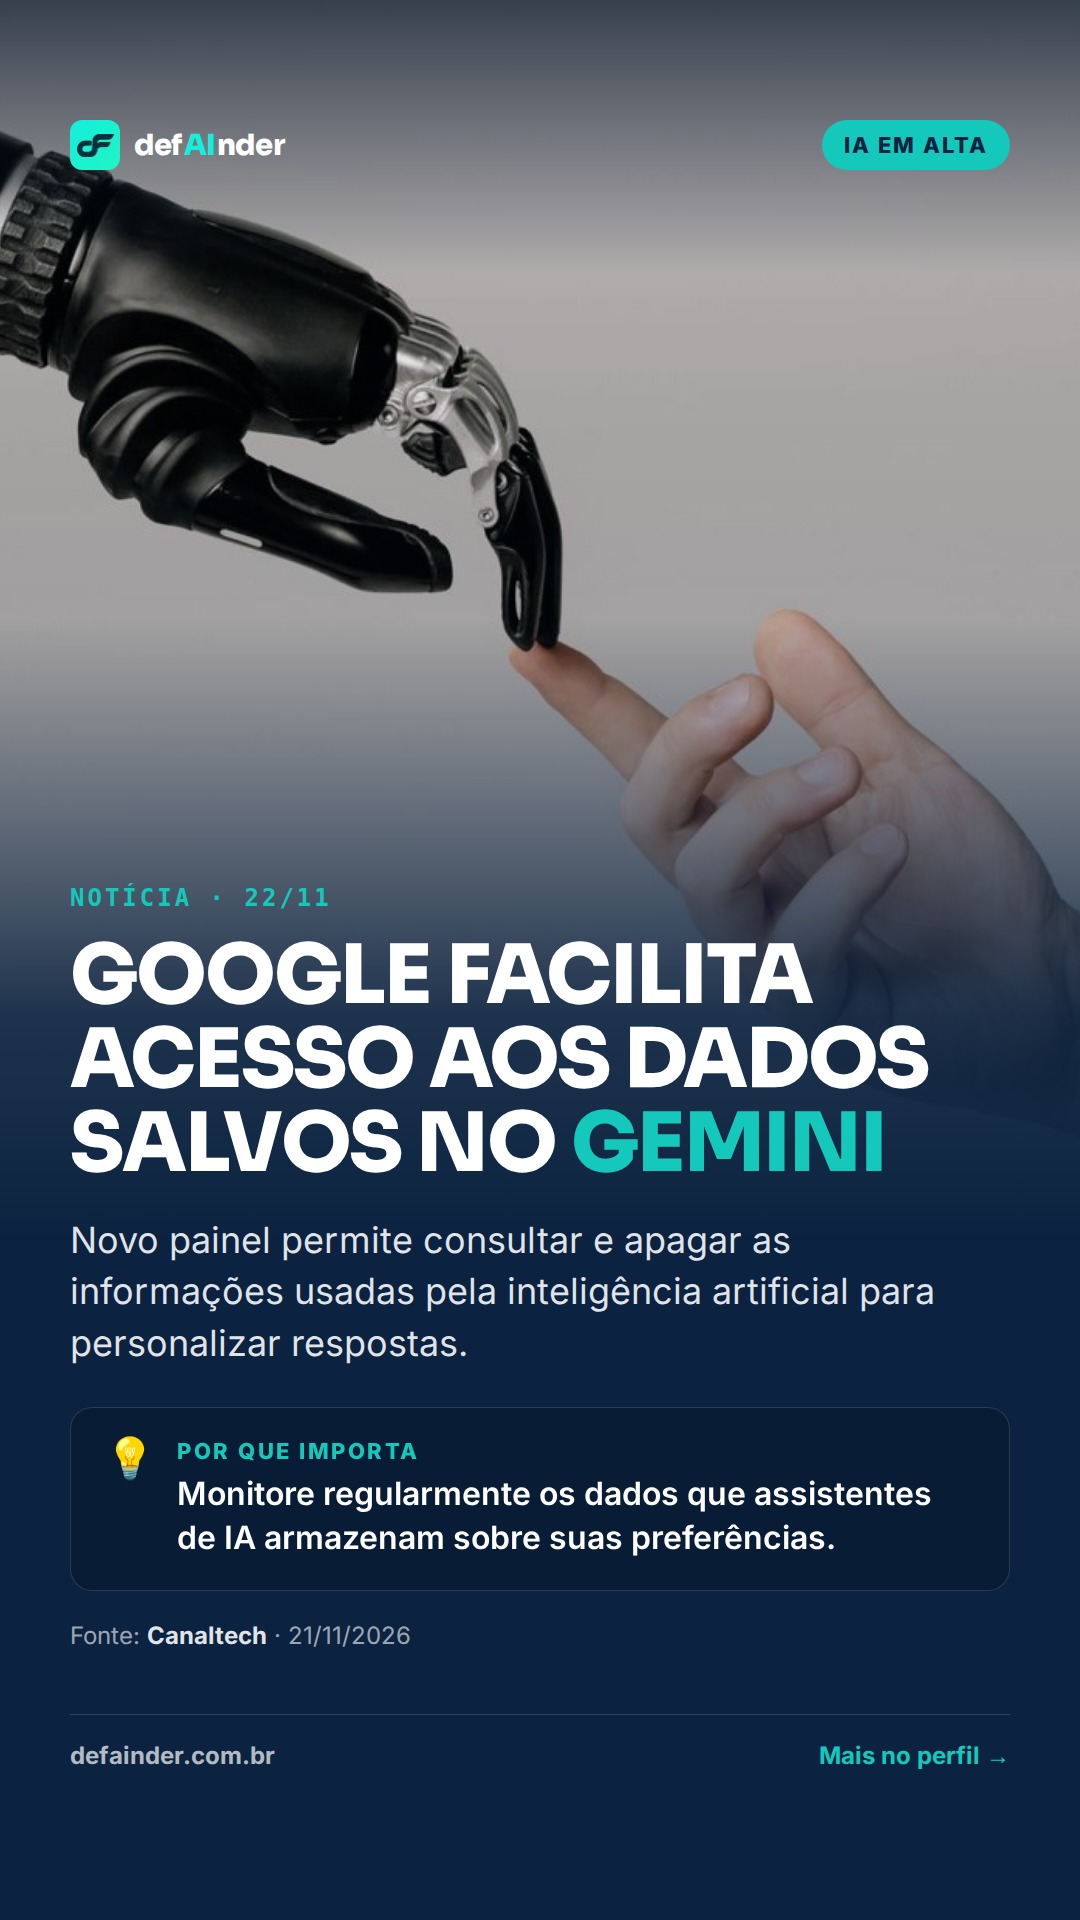 defAInder
IA EM ALTA
NOTÍCIA · 22/11
GOOGLE FACILITA
ACESSO AOS DADOS
SALVOS NO GEMINI
Novo painel permite consultar e apagar as
informações usadas pela inteligência artificial para
personalizar respostas.
POR QUE IMPORTA
Monitore regularmente os dados que assistentes
de IA armazenam sobre suas preferências.
Fonte: Canaltech · 21/11/2026
defainder.com.br
Mais no perfil →